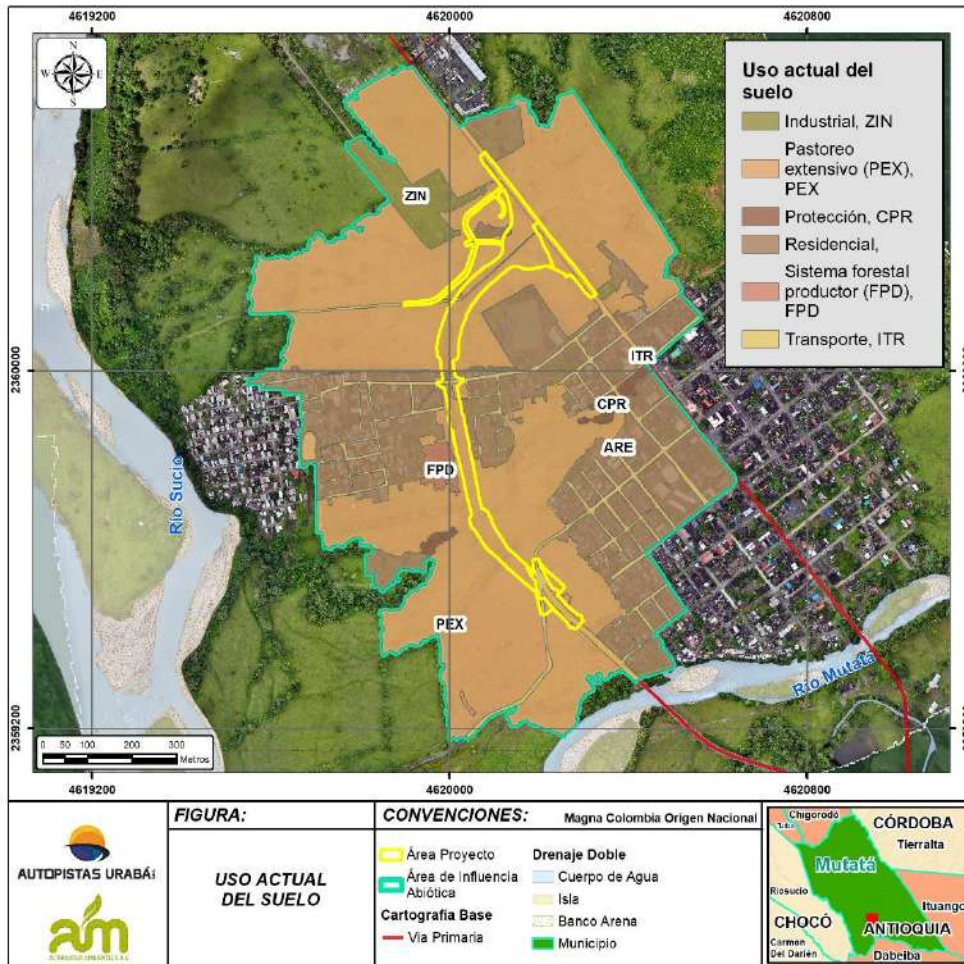 4619200
4620000
4620800
N
W
E
S
Uso actual del
suelo
Industrial, ZIN
Pastoreo
extensivo (PEX),
PEX
Protección, CPR
Residencial,
Sistema forestal
productor (FPD),
FPD
Transporte, ITR
ZIN
ITR
2360000
CPR
ARE
FPD
Río Sucio
PEX
Río Mutatá
2359200
0 50 100 200 300
Metros
4619200
4620000
4620800
AUTOPISTAS URABÁ
am
FIGURA:
USO ACTUAL
DEL SUELO
CONVENCIONES:
Magna Colombia Origen Nacional
Área Proyecto
Área de Influencia
Abiótica
Cartografía Base
Via Primaria
Drenaje Doble
Cuerpo de Agua
Isla
Banco Arena
Municipio
Chigorodó
CÓRDOBA
Tierralta
Mutatá
Riosucio
Ituango
CHOCÓ
ANTIOQUIA
Carmen
Del Darién
Dabeiba